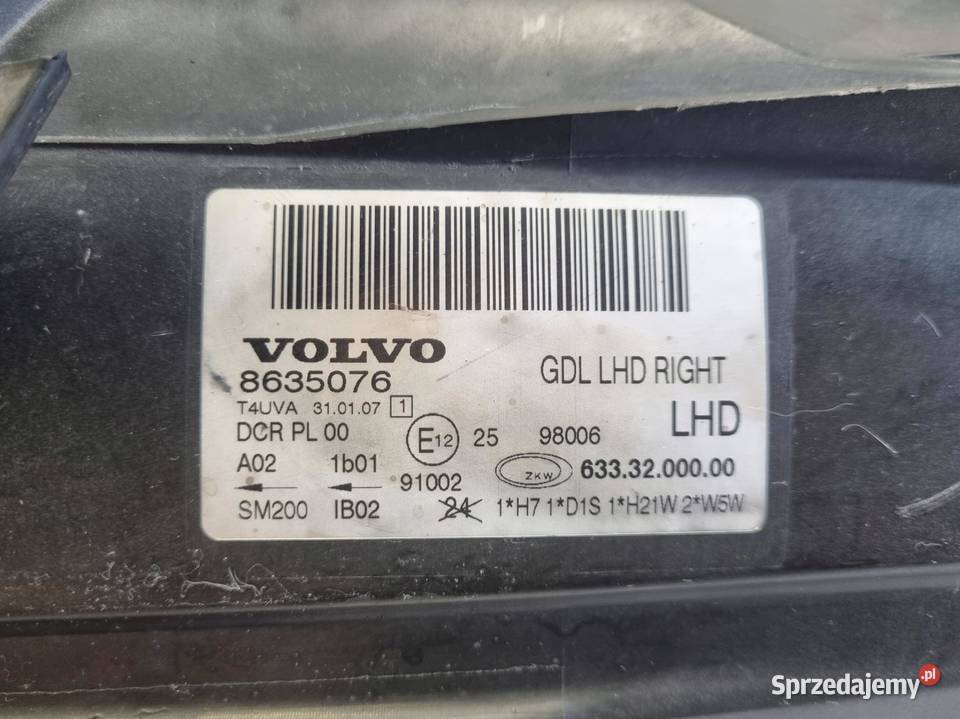 VOLVO
8635076
GDL LHD RIGHT
T4UVA 31.01.07 1
LHD
DCR PL 00
E12 25 98006
A02 1b01
91002
ZKW 633.32.000.00
SM200 IB02
24 1*H7 1*D1S 1*H21W 2*W5W
Sprzedajemy.pl